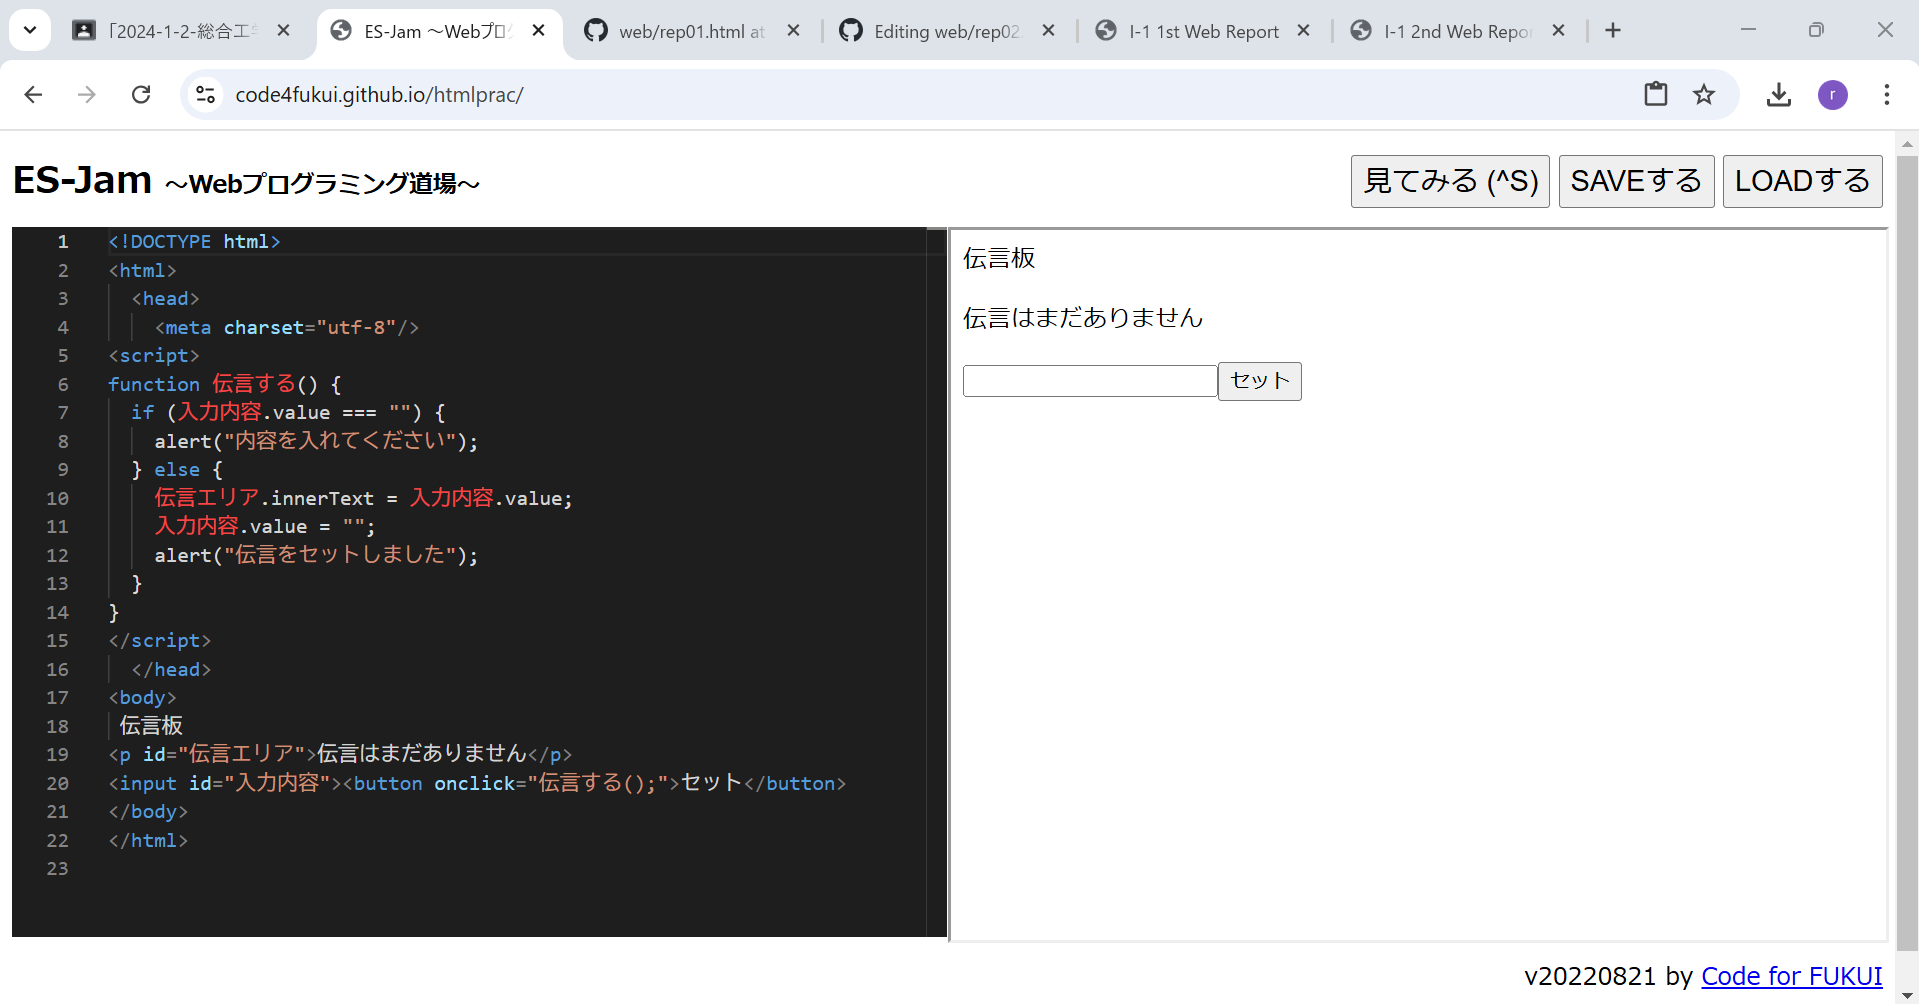 「2024-1-2-総合工学
ES-Jam ～Webプログ
web/rep01.html at
Editing web/rep02.
I-1 1st Web Report
I-1 2nd Web Repor
code4fukui.github.io/htmlprac/
r
ES-Jam ～Webプログラミング道場～
見てみる (^S)
SAVEする
LOADする
1 <!DOCTYPE html>
2 <html>
3 <head>
4 <meta charset="utf-8"/>
5 <script>
6 function 伝言する() {
7 if (入力内容.value === "") {
8 alert("内容を入れてください");
9 } else {
10 伝言エリア.innerText = 入力内容.value;
11 入力内容.value = "";
12 alert("伝言をセットしました");
13 }
14 }
15 </script>
16 </head>
17 <body>
18 伝言板
19 <p id="伝言エリア">伝言はまだありません</p>
20 <input id="入力内容"><button onclick="伝言する();">セット</button>
21 </body>
22 </html>
23
伝言板
伝言はまだありません
セット
v20220821 by Code for FUKUI